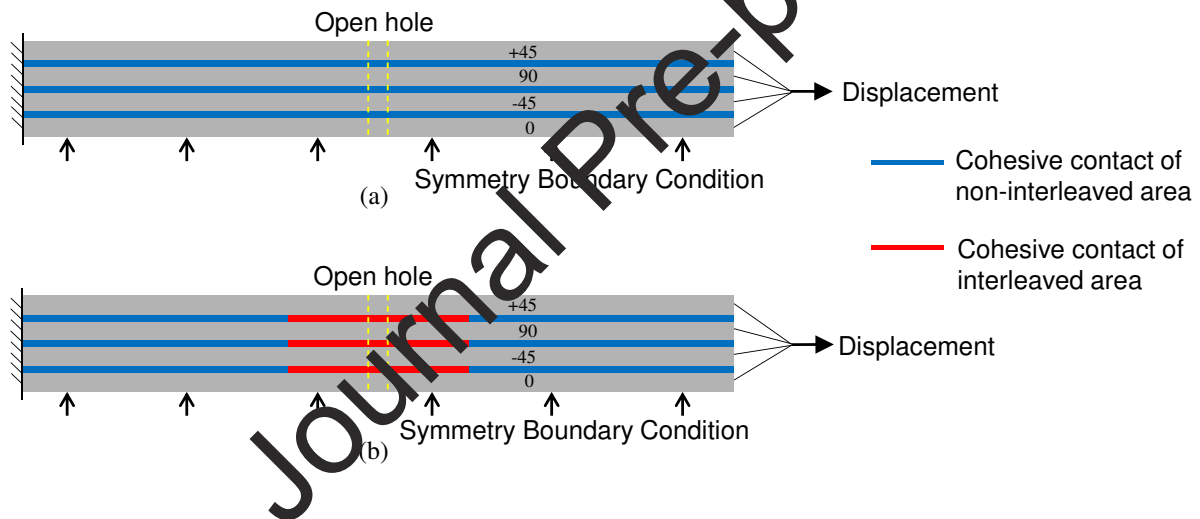 Open hole
+45
90
-45
0
Displacement
Symmetry Boundary Condition
(a)
Cohesive contact of
non-interleaved area
Cohesive contact of
interleaved area
Open hole
+45
90
-45
0
Displacement
Symmetry Boundary Condition
(b)
Journal Pre-p